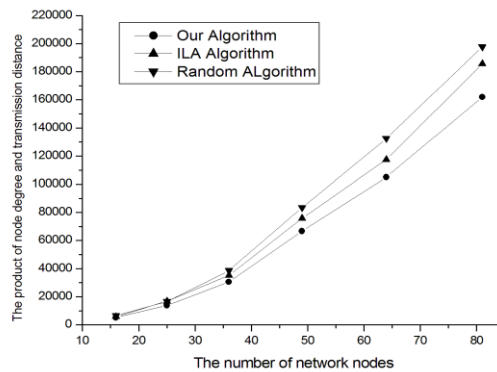 220000
200000
180000
160000
140000
120000
100000
80000
60000
40000
20000
0
The product of node degree and transmission distance
Our Algorithm
ILA Algorithm
Random ALgorithm
10 20 30 40 50 60 70 80
The number of network nodes